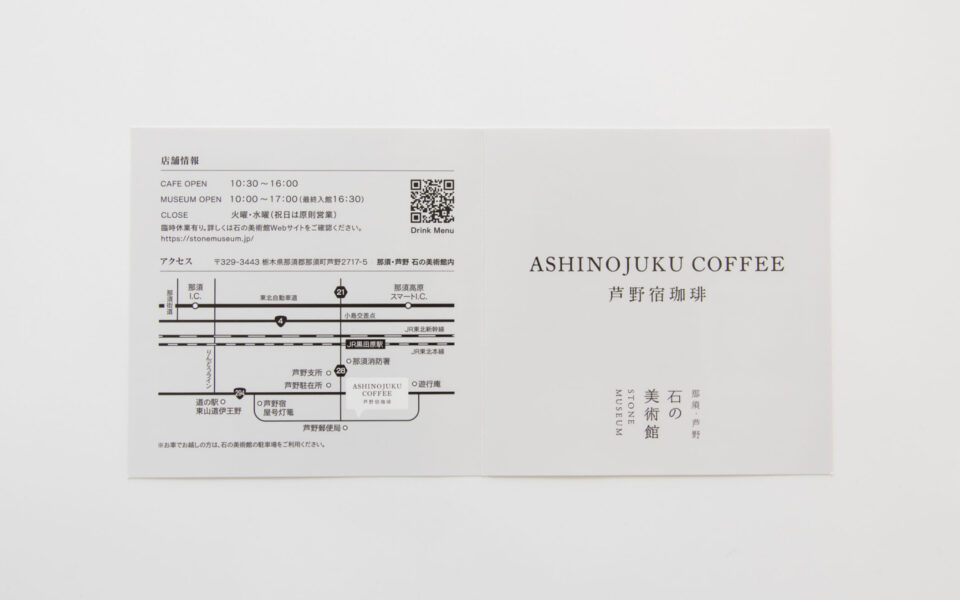 店舗情報
CAFE OPEN 10:30～16:00
MUSEUM OPEN 10:00～17:00(最終入館16:30)
CLOSE 火曜・水曜(祝日は原則営業)
臨時休業有り。詳しくは石の美術館Webサイトをご確認ください。
https://stonemuseum.jp/
Drink Menu
アクセス 〒329-3443 栃木県那須郡那須町芦野2717-5 那須・芦野 石の美術館内
那須街道
那須
I.C.
東北自動車道
21
那須高原
スマートI.C.
4
小島交差点
JR東北新幹線
JR黒田原駅
JR東北本線
りんどうライン
那須消防署
芦野支所
28
芦野駐在所
ASHINOJUKU
COFFEE
芦野宿珈琲
遊行庵
294
道の駅
東山道伊王野
芦野宿
屋号灯篭
芦野郵便局
※お車でお越しの方は、石の美術館の駐車場をご利用ください。
ASHINOJUKU COFFEE
芦野宿珈琲
那須・芦野
石の
美術館
STONE
MUSEUM